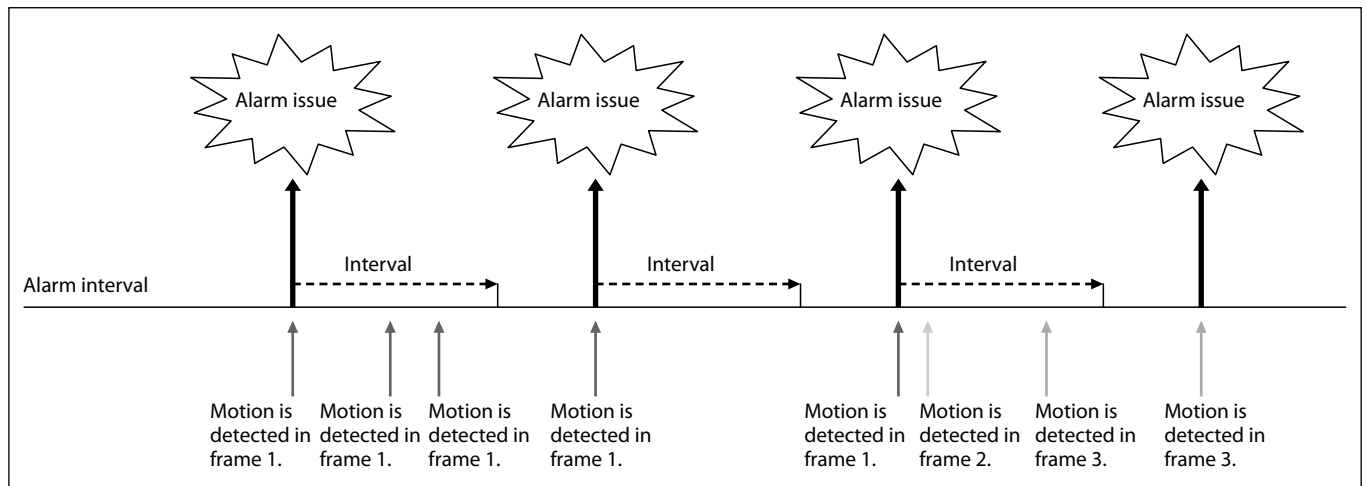 Alarm issue
Alarm issue
Alarm issue
Alarm issue
Interval
Interval
Interval
Alarm interval
Motion is
detected in
frame 1.
Motion is
detected in
frame 1.
Motion is
detected in
frame 1.
Motion is
detected in
frame 1.
Motion is
detected in
frame 1.
Motion is
detected in
frame 2.
Motion is
detected in
frame 3.
Motion is
detected in
frame 3.